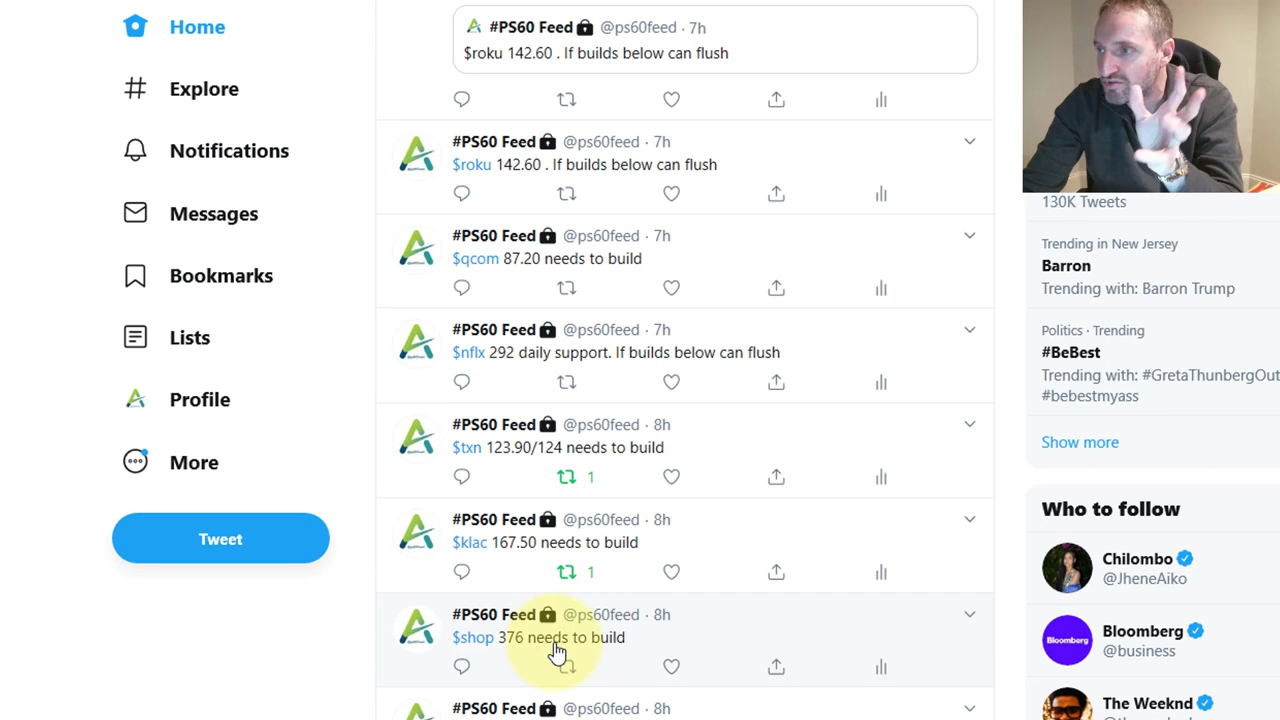 Home
Explore
Notifications
Messages
Bookmarks
Lists
Profile
More
Tweet
#PS60 Feed @ps60feed · 7h
$roku 142.60 . If builds below can flush
#PS60 Feed @ps60feed · 7h
$roku 142.60 . If builds below can flush
#PS60 Feed @ps60feed · 7h
$qcom 87.20 needs to build
#PS60 Feed @ps60feed · 7h
$nflx 292 daily support. If builds below can flush
#PS60 Feed @ps60feed · 8h
$txn 123.90/124 needs to build
1
#PS60 Feed @ps60feed · 8h
$klac 167.50 needs to build
1
#PS60 Feed @ps60feed · 8h
$shop 376 needs to build
#PS60 Feed @ps60feed · 8h
130K Tweets
Trending in New Jersey
Barron
Trending with: Barron Trump
Politics · Trending
#BeBest
Trending with: #GretaThunbergOut
#bebestmyass
Show more
Who to follow
Chilombo
@JheneAiko
Bloomberg
Bloomberg
@business
The Weeknd